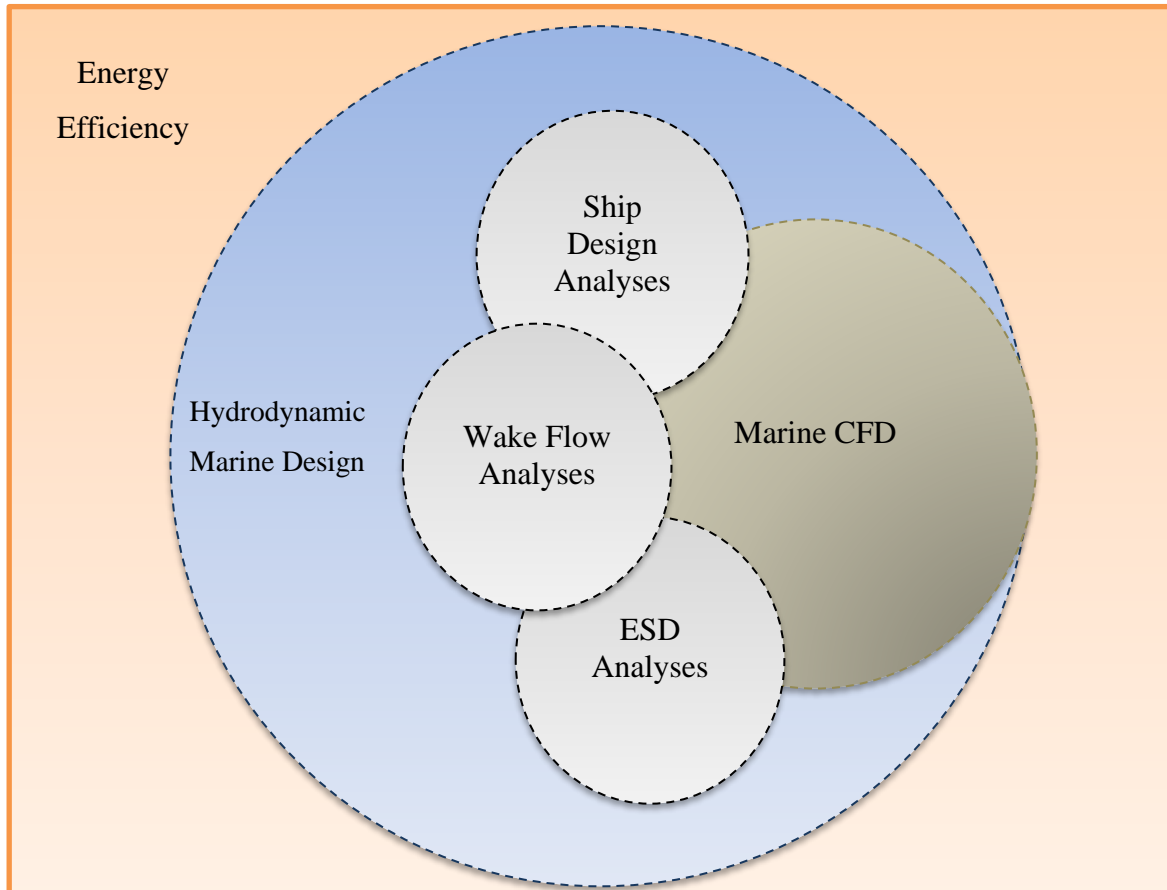 Energy
Efficiency
Ship
Design
Analyses
Hydrodynamic
Marine Design
Wake Flow
Analyses
Marine CFD
ESD
Analyses